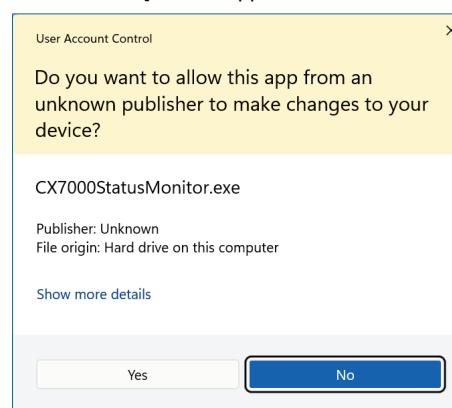 User Account Control
Do you want to allow this app from an
unknown publisher to make changes to your
device?
CX7000StatusMonitor.exe
Publisher: Unknown
File origin: Hard drive on this computer
Show more details
Yes
No